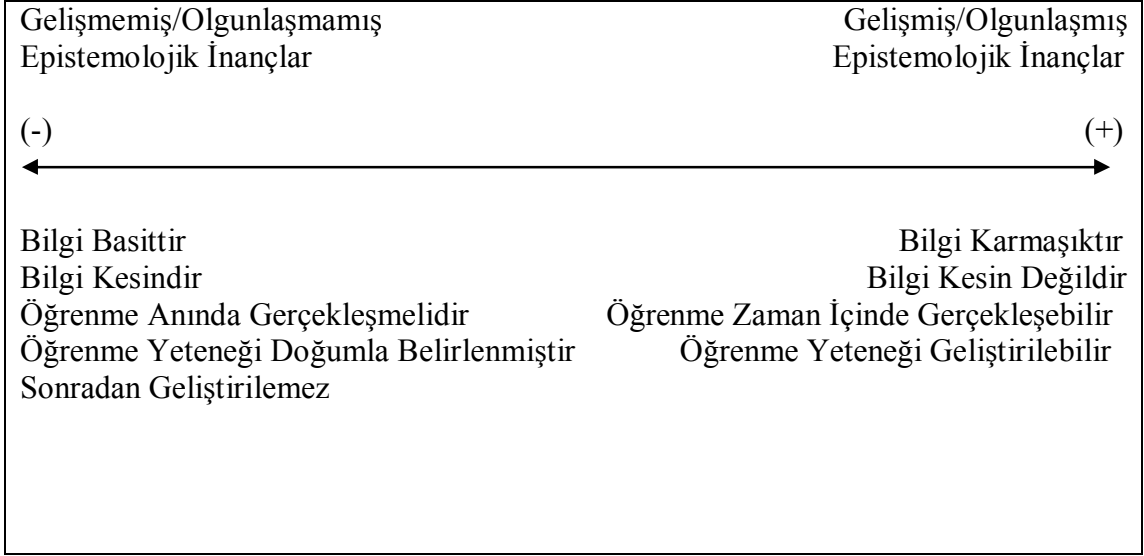 Gelişmemiş/Olgunlaşmamış Gelişmiş/Olgunlaşmış
Epistemolojik İnançlar Epistemolojik İnançlar
(-) (+)
Bilgi Basittir Bilgi Karmaşıktır
Bilgi Kesindir Bilgi Kesin Değildir
Öğrenme Anında Gerçekleşmelidir Öğrenme Zaman İçinde Gerçekleşebilir
Öğrenme Yeteneği Doğumla Belirlenmiştir Öğrenme Yeteneği Geliştirilebilir
Sonradan Geliştirilemez